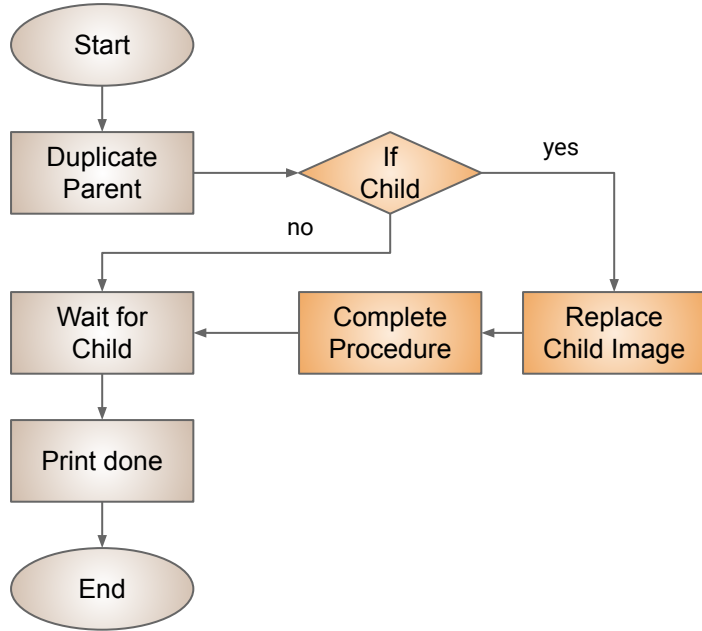 Start
Duplicate
Parent
If
Child
yes
no
Wait for
Child
Complete
Procedure
Replace
Child Image
Print done
End